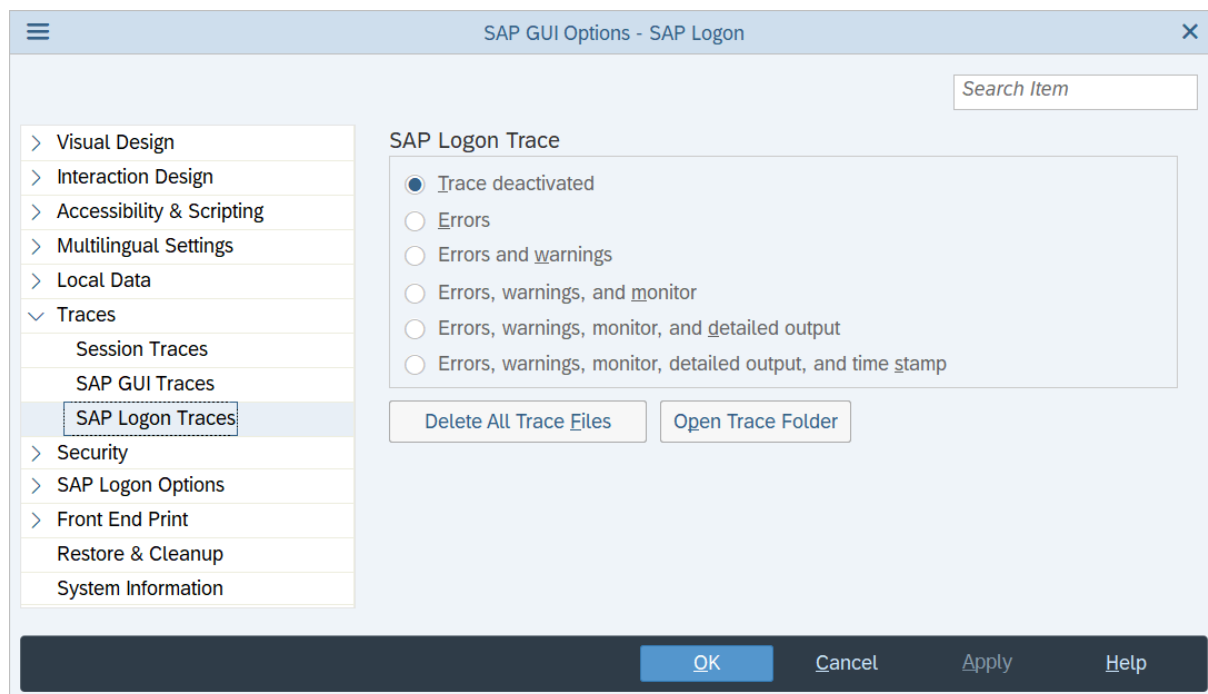 SAP GUI Options - SAP Logon
Search Item
Visual Design
Interaction Design
Accessibility & Scripting
Multilingual Settings
Local Data
Traces
Session Traces
SAP GUI Traces
SAP Logon Traces
Security
SAP Logon Options
Front End Print
Restore & Cleanup
System Information
SAP Logon Trace
Trace deactivated
Errors
Errors and warnings
Errors, warnings, and monitor
Errors, warnings, monitor, and detailed output
Errors, warnings, monitor, detailed output, and time stamp
Delete All Trace Files
Open Trace Folder
OK
Cancel
Apply
Help